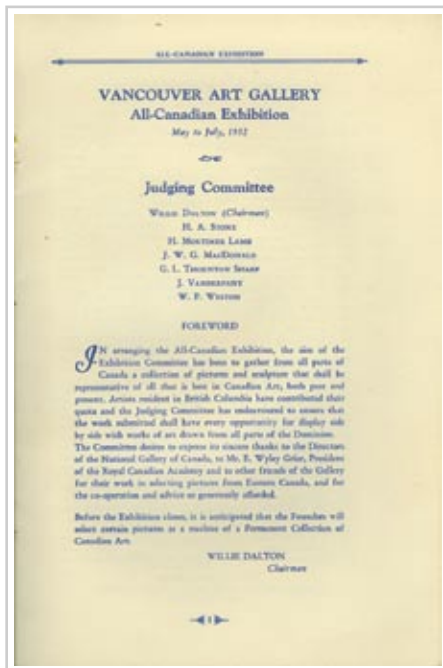 ALL-CANADIAN EXHIBITION
VANCOUVER ART GALLERY
All-Canadian Exhibition
May to July, 1932
Judging Committee
WILLIE DALTON (Chairman)
H. A. STONE
H. MORTIMER LAMB
J. W. G. MACDONALD
G. L. THORNTON SHARP
J. VANDERPANT
W. P. WESTON
FOREWORD
IN arranging the All-Canadian Exhibition, the aim of the
Exhibition Committee has been to gather from all parts of
Canada a collection of pictures and sculpture that shall be
representative of all that is best in Canadian Art, both past and
present. Artists resident in British Columbia have contributed their
quota and the Judging Committee has endeavoured to ensure that
the work submitted shall have every opportunity for display side
by side with works of art drawn from all parts of the Dominion.
The Committee desires to express its sincere thanks to the Directors
of the National Gallery of Canada, to Mr. E. Wyley Grier, President
of the Royal Canadian Academy and to other friends of the Gallery
for their work in selecting pictures from Eastern Canada, and for
the co-operation and advice so generously afforded.
Before the Exhibition closes, it is anticipated that the Founders will
select certain pictures as a nucleus of a Permanent Collection of
Canadian Art.
WILLIE DALTON
Chairman